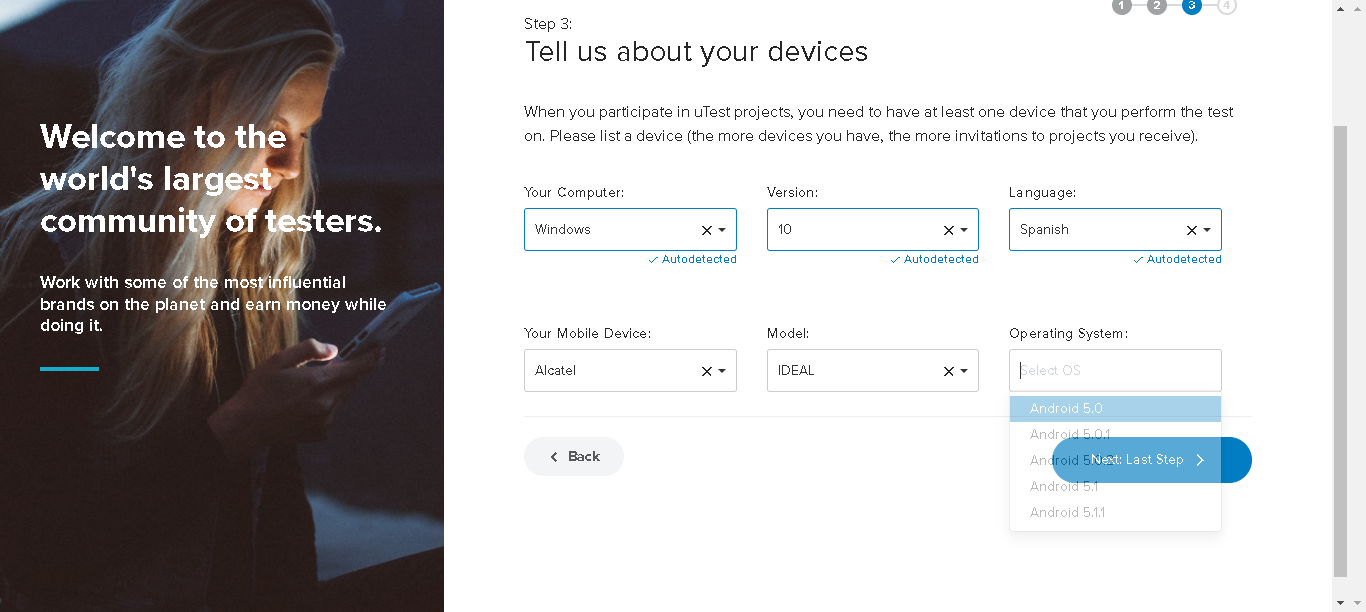 1 2 3 4
Step 3:
Tell us about your devices
When you participate in uTest projects, you need to have at least one device that you perform the test
on. Please list a device (the more devices you have, the more invitations to projects you receive).
Welcome to the
world's largest
community of testers.
Work with some of the most influential
brands on the planet and earn money while
doing it.
Your Computer: Version: Language:
Windows 10 Spanish
Autodetected Autodetected Autodetected
Your Mobile Device: Model: Operating System:
Alcatel IDEAL Select OS
Android 5.0
Android 5.0.1
Back
Next: Last Step
Android 5.1
Android 5.1.1